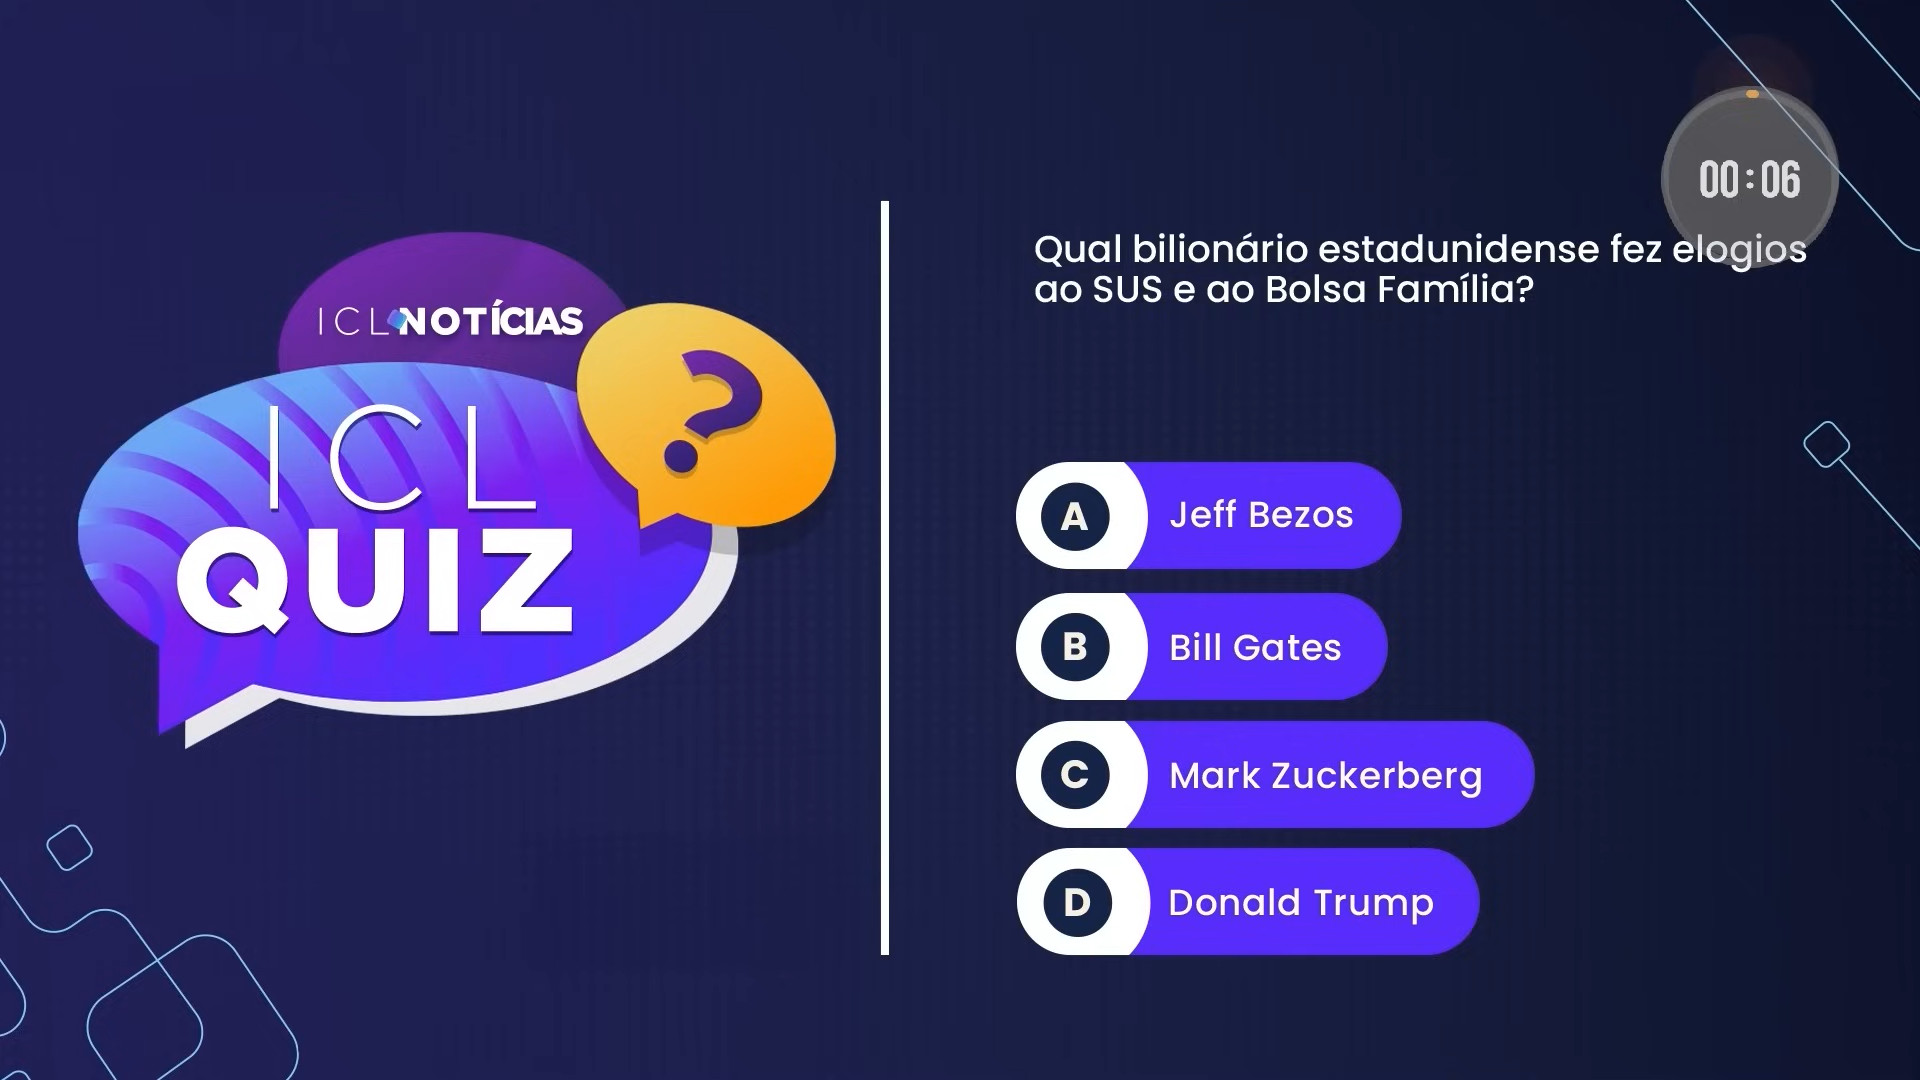 ICL NOTÍCIAS
ICL
QUIZ
?
00:06
Qual bilionário estadunidense fez elogios
ao SUS e ao Bolsa Família?
A Jeff Bezos
B Bill Gates
C Mark Zuckerberg
D Donald Trump